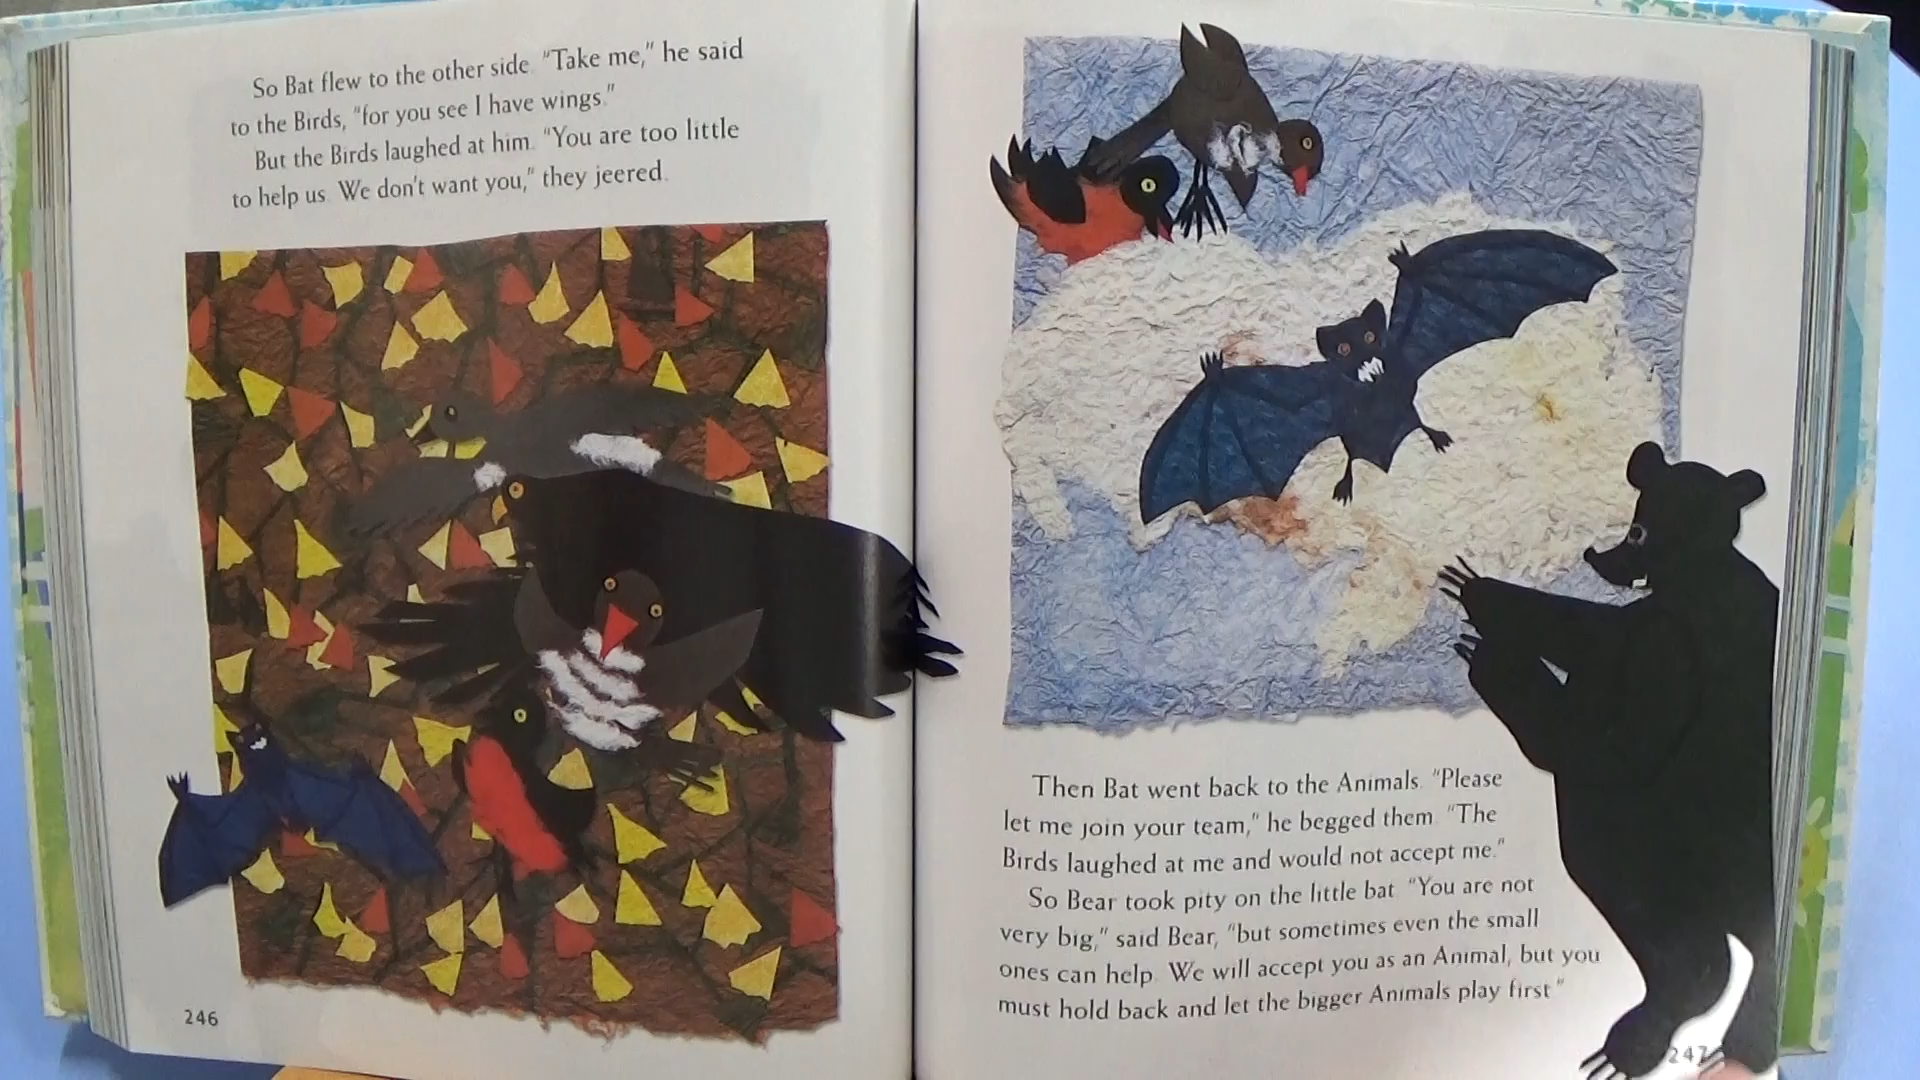 So Bat flew to the other side. "Take me," he said
to the Birds, "for you see I have wings."
But the Birds laughed at him. "You are too little
to help us. We don't want you," they jeered.
246
Then Bat went back to the Animals. "Please
let me join your team," he begged them. "The
Birds laughed at me and would not accept me."
So Bear took pity on the little bat. "You are not
very big," said Bear, "but sometimes even the small
ones can help. We will accept you as an Animal, but you
must hold back and let the bigger Animals play first."
247